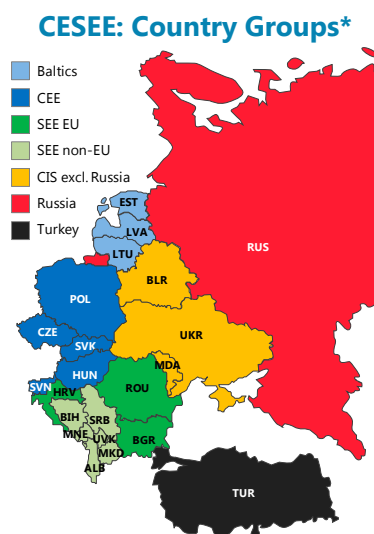 CESEE: Country Groups*
Baltics
CEE
SEE EU
SEE non-EU
CIS excl. Russia
Russia
Turkey
EST
LVA
LTU
RUS
BLR
POL
CZE
UKR
SVK
MDA
HUN
SVN
HRV
ROU
BIH
SRB
MNE
UVK
BGR
MKD
ALB
TUR